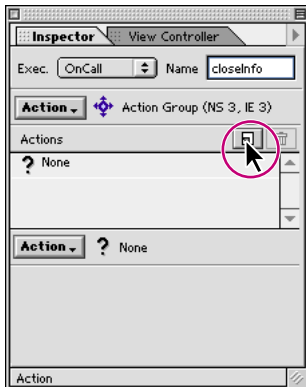 Inspector View Controller
Exec. OnCall Name closeInfo
Action Action Group (NS 3, IE 3)
Actions
? None
Action ? None
Action